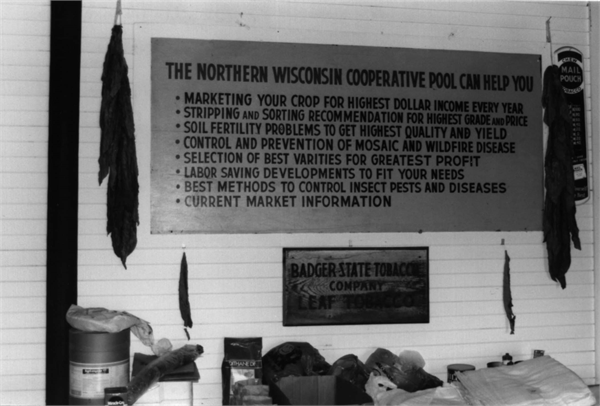 THE NORTHERN WISCONSIN COOPERATIVE POOL CAN HELP YOU
• MARKETING YOUR CROP FOR HIGHEST DOLLAR INCOME EVERY YEAR
• STRIPPING AND SORTING RECOMMENDATION FOR HIGHEST GRADE AND PRICE
• SOIL FERTILITY PROBLEMS TO GET HIGHEST QUALITY AND YIELD
• CONTROL AND PREVENTION OF MOSAIC AND WILDFIRE DISEASE
• SELECTION OF BEST VARITIES FOR GREATEST PROFIT
• LABOR SAVING DEVELOPMENTS TO FIT YOUR NEEDS
• BEST METHODS TO CONTROL INSECT PESTS AND DISEASES
• CURRENT MARKET INFORMATION
CHEW
MAIL
POUCH
TOBACCO
BADGER STATE TOBACCO
COMPANY
LEAF TOBACCO